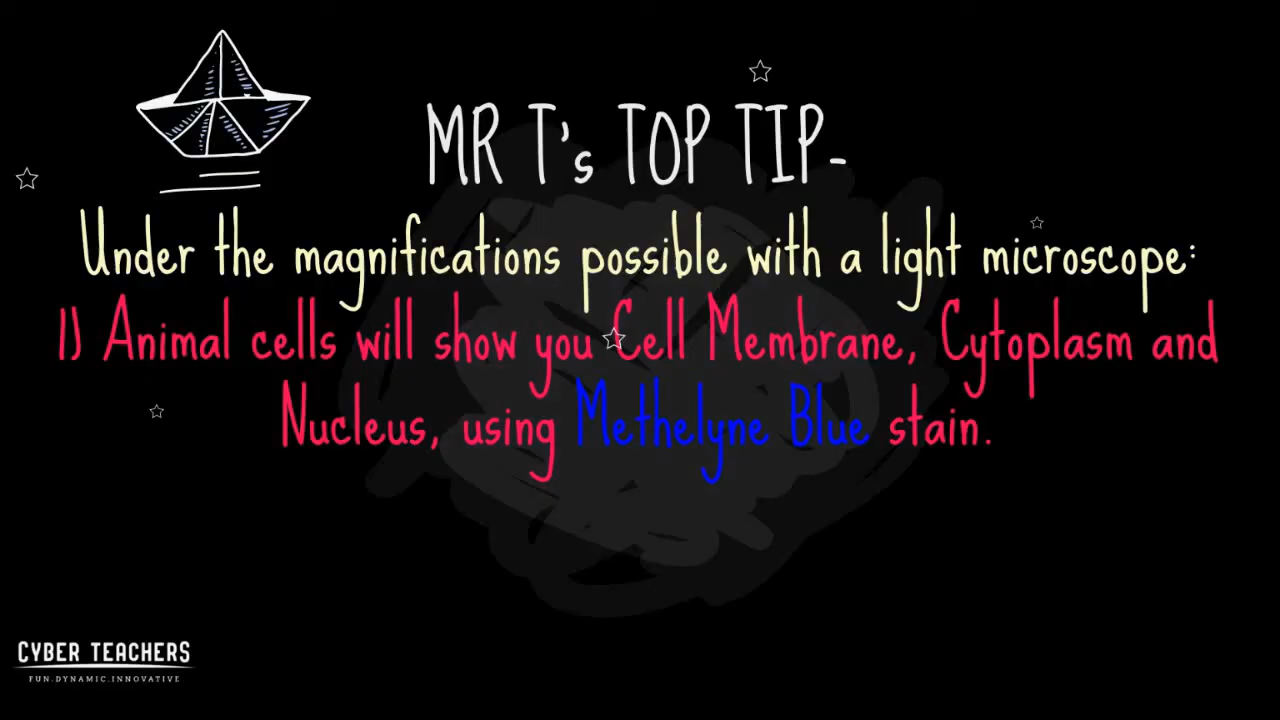 MR T's TOP TIP-
Under the magnifications possible with a light microscope:
1) Animal cells will show you Cell Membrane, Cytoplasm and
Nucleus, using Methelyne Blue stain.
CYBER TEACHERS
FUN.DYNAMIC.INNOVATIVE